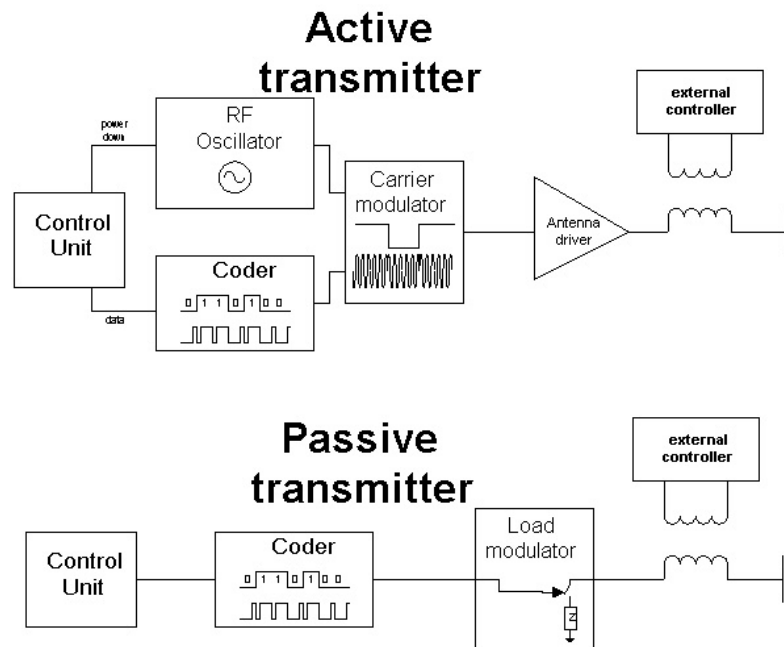 Active
transmitter
external
controller
power
down
RF
Oscillator
Carrier
modulator
Control
Unit
Antenna
driver
Coder
0 1 1 0 1 0 0
data
Passive
transmitter
external
controller
Load
modulator
Control
Unit
Coder
0 1 1 0 1 0 0
Z